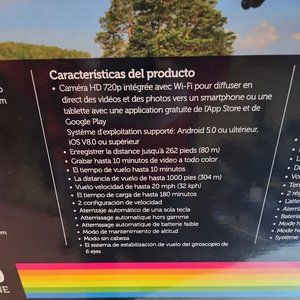 Características del producto
• Caméra HD 720p intégrée avec Wi-Fi pour diffuser en
direct des vidéos et des photos vers un smartphone ou une
tablette avec une application gratuite de l'App Store et de
Google Play
Système d'exploitation supporté: Android 5.0 ou ultérieur,
iOS V8.0 ou supérieur
• Enregistrer la distance jusqu'à 262 pieds (80 m)
• Grabar hasta 10 minutos de video a todo color.
• El tiempo de vuelo hasta 10 minutos
• La distancia de vuelo de hasta 1000 pies (304 m)
• Vuelo velocidad de hasta 20 mph (32 kph)
• El tiempo de carga de hasta 180 minutos
• 2 configuración de velocidad
• Aterrizaje automático de una sola tecla
• Atterrissage automatique hors gamme
• Atterrissage automatique de batterie faible
• Modo de mantenimiento de altitud
• Modo sin cabeza
• El sistema de estabilización de vuelo del giroscopio de
6 ejes